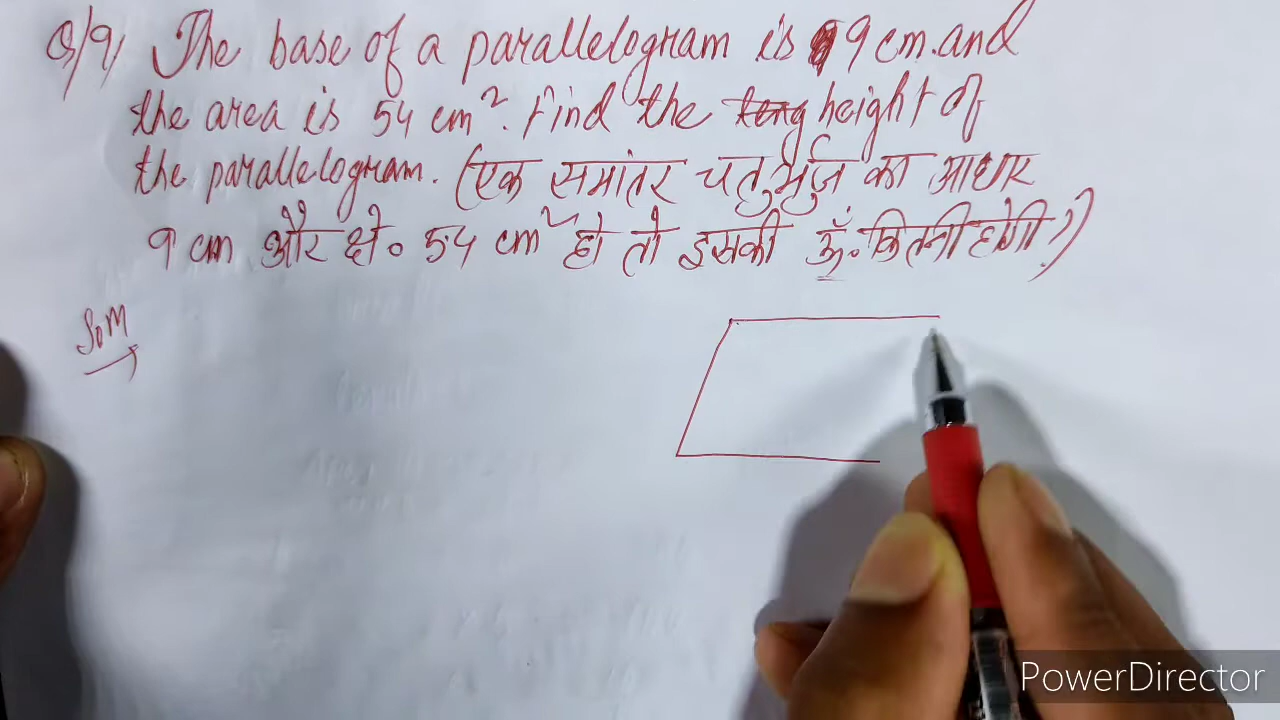 Q/9/ The base of a parallelogram is 9 cm. and
the area is 54 cm². Find the height of
the parallelogram. (एक समांतर चतुर्भुज का आधार
9 cm और क्षे० 54 cm² हो तो इसकी ऊँ० कितनी होगी?)
Solⁿ
PowerDirector